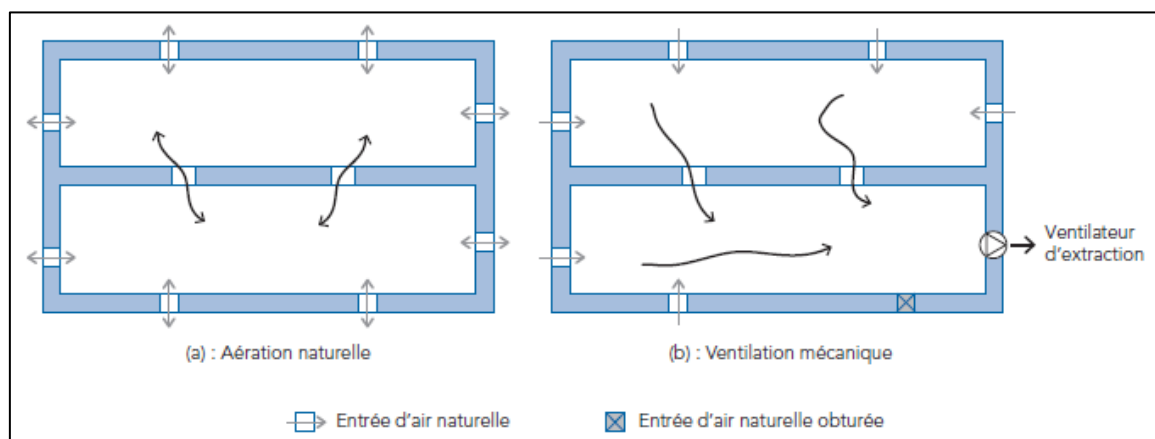 Ventilateur
d'extraction
(a) : Aération naturelle
(b) : Ventilation mécanique
Entrée d'air naturelle
Entrée d'air naturelle obturée